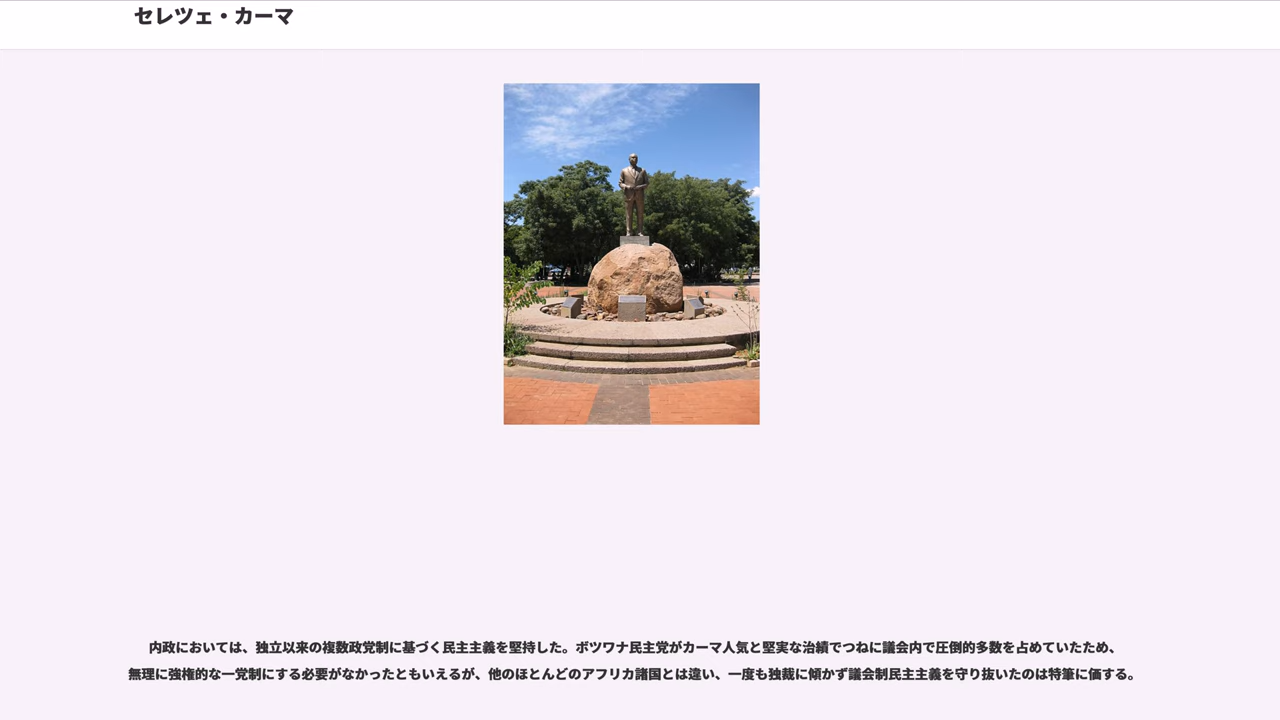 セレツェ・カーマ
内政においては、独立以来の複数政党制に基づく民主主義を堅持した。ボツワナ民主党がカーマ人気と堅実な治績でつねに議会内で圧倒的多数を占めていたため、
無理に強権的な一党制にする必要がなかったともいえるが、他のほとんどのアフリカ諸国とは違い、一度も独裁に傾かず議会制民主主義を守り抜いたのは特筆に価する。